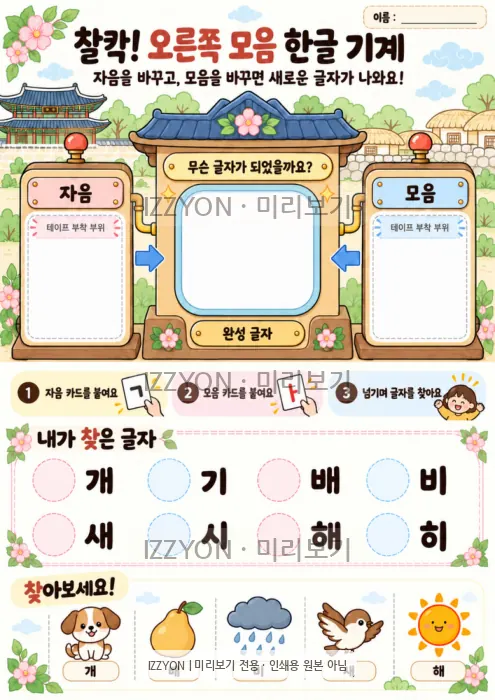 이름 :
찰칵! 오른쪽 모음 한글 기계
자음을 바꾸고, 모음을 바꾸면 새로운 글자가 나와요!
무슨 글자가 되었을까요?
자음
모음
테이프 부착 부위
테이프 부착 부위
IZZYON · 미리보기
완성 글자
1 자음 카드를 붙여요 ㄱ
2 모음 카드를 붙여요 ㅏ
3 넘기며 글자를 찾아요
IZZYON · 미리보기
내가 찾은 글자
개 기 배 비
새 시 해 히
IZZYON · 미리보기
찾아보세요!
개 배 비 새 해
IZZYON | 미리보기 전용 · 인쇄용 원본 아님